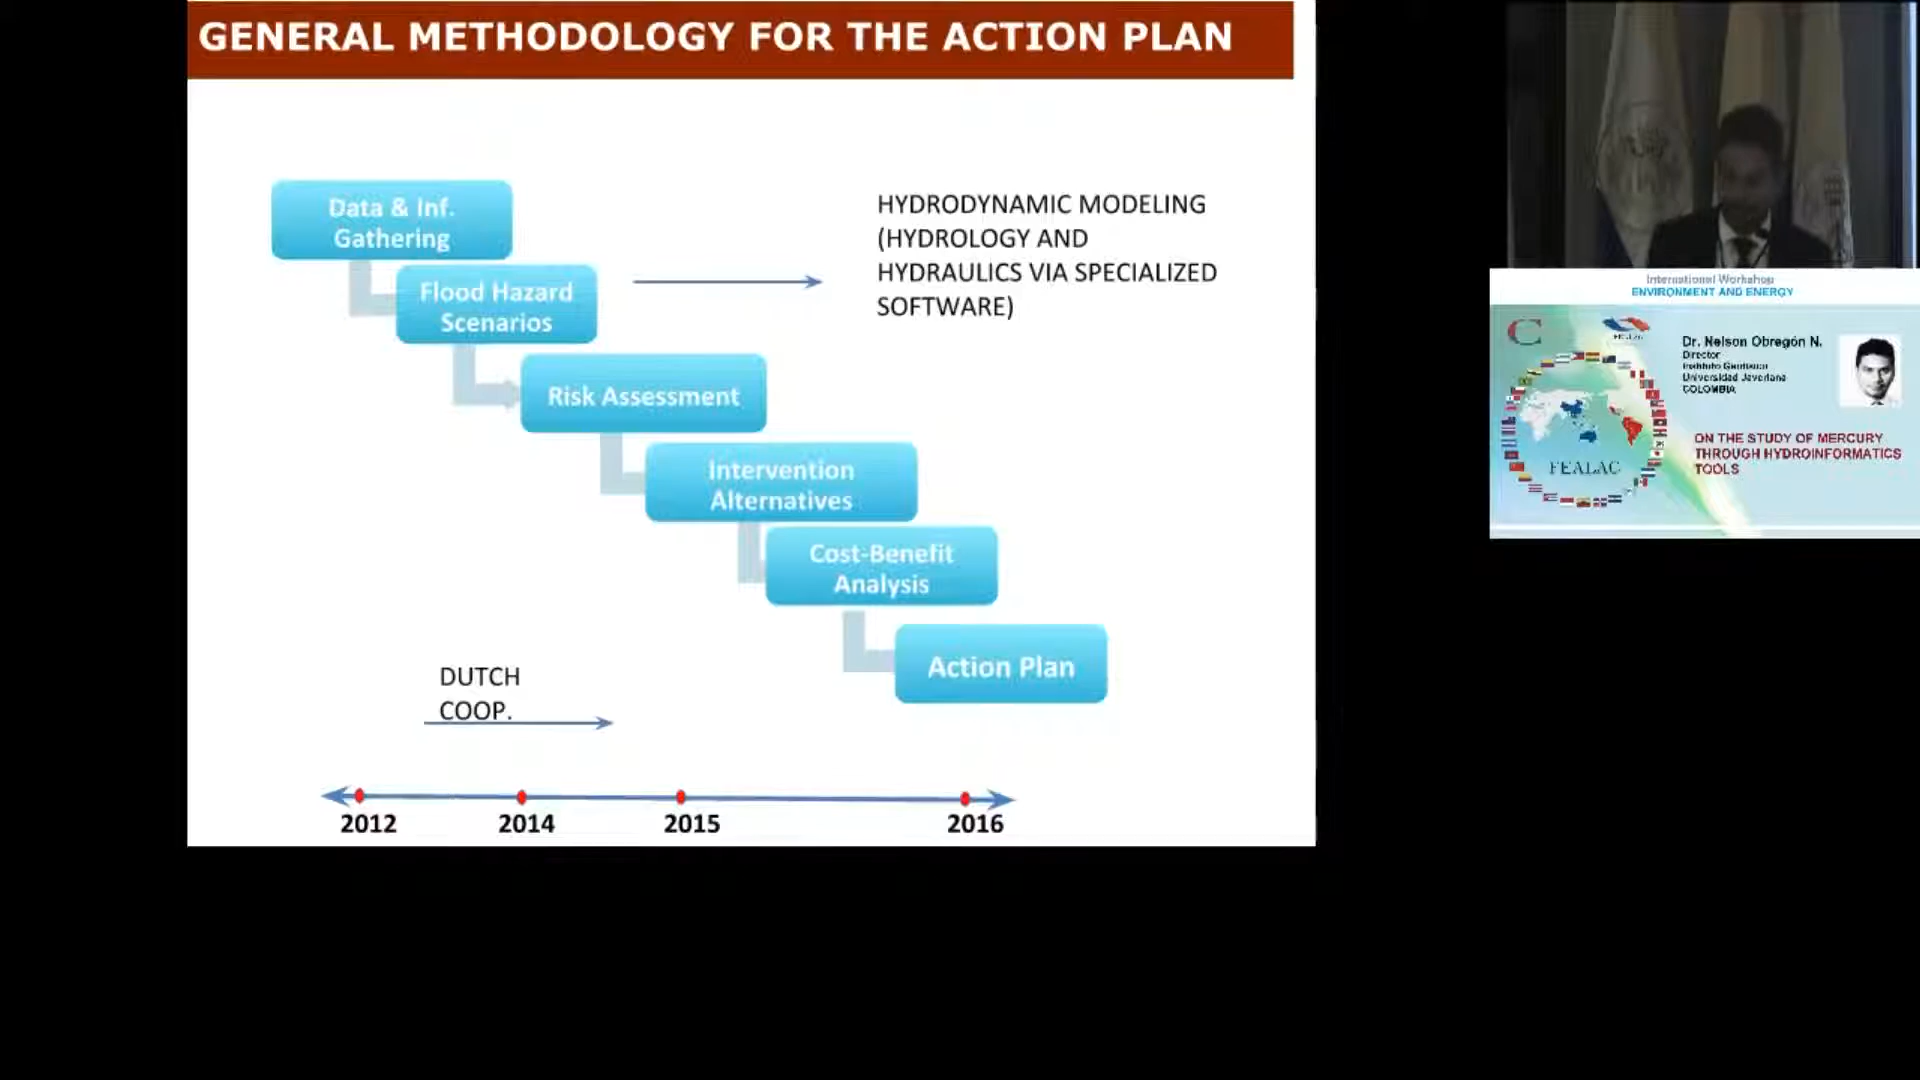 GENERAL METHODOLOGY FOR THE ACTION PLAN
Data & Inf.
Gathering
Flood Hazard
Scenarios
HYDRODYNAMIC MODELING
(HYDROLOGY AND
HYDRAULICS VIA SPECIALIZED
SOFTWARE)
Risk Assessment
Intervention
Alternatives
Cost-Benefit
Analysis
Action Plan
DUTCH
COOP.
2012
2014
2015
2016
International Workshop
ENVIRONMENT AND ENERGY
C
Dr. Nelson Obregón N.
Director
Instituto Geofísico
Universidad Javeriana
COLOMBIA
ON THE STUDY OF MERCURY
THROUGH HYDROINFORMATICS
TOOLS
FEALAC